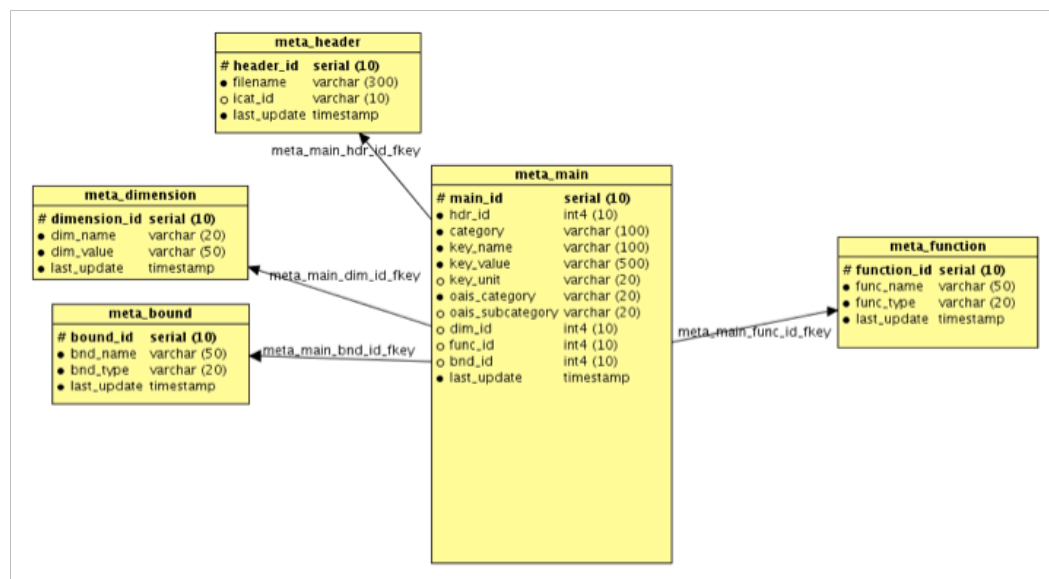 meta_header
# header_id serial (10)
● filename varchar (300)
○ icat_id varchar (10)
● last_update timestamp
meta_main_hdr_id_fkey
meta_dimension
# dimension_id serial (10)
● dim_name varchar (20)
● dim_value varchar (50)
● last_update timestamp
meta_main_dim_id_fkey
meta_bound
# bound_id serial (10)
● bnd_name varchar (50)
● bnd_type varchar (20)
● last_update timestamp
meta_main_bnd_id_fkey
meta_main
# main_id serial (10)
● hdr_id int4 (10)
● category varchar (100)
● key_name varchar (100)
● key_value varchar (500)
○ key_unit varchar (20)
● oais_category varchar (20)
○ oais_subcategory varchar (20)
○ dim_id int4 (10)
○ func_id int4 (10)
○ bnd_id int4 (10)
● last_update timestamp
meta_main_func_id_fkey
meta_function
# function_id serial (10)
● func_name varchar (50)
● func_type varchar (20)
● last_update timestamp